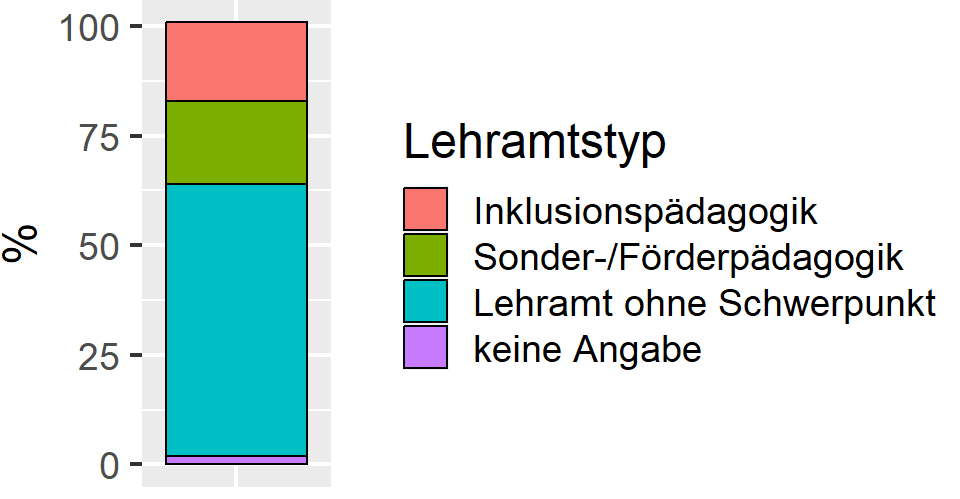 %
100
75
50
25
0
Lehramtstyp
Inklusionspädagogik
Sonder-/Förderpädagogik
Lehramt ohne Schwerpunkt
keine Angabe